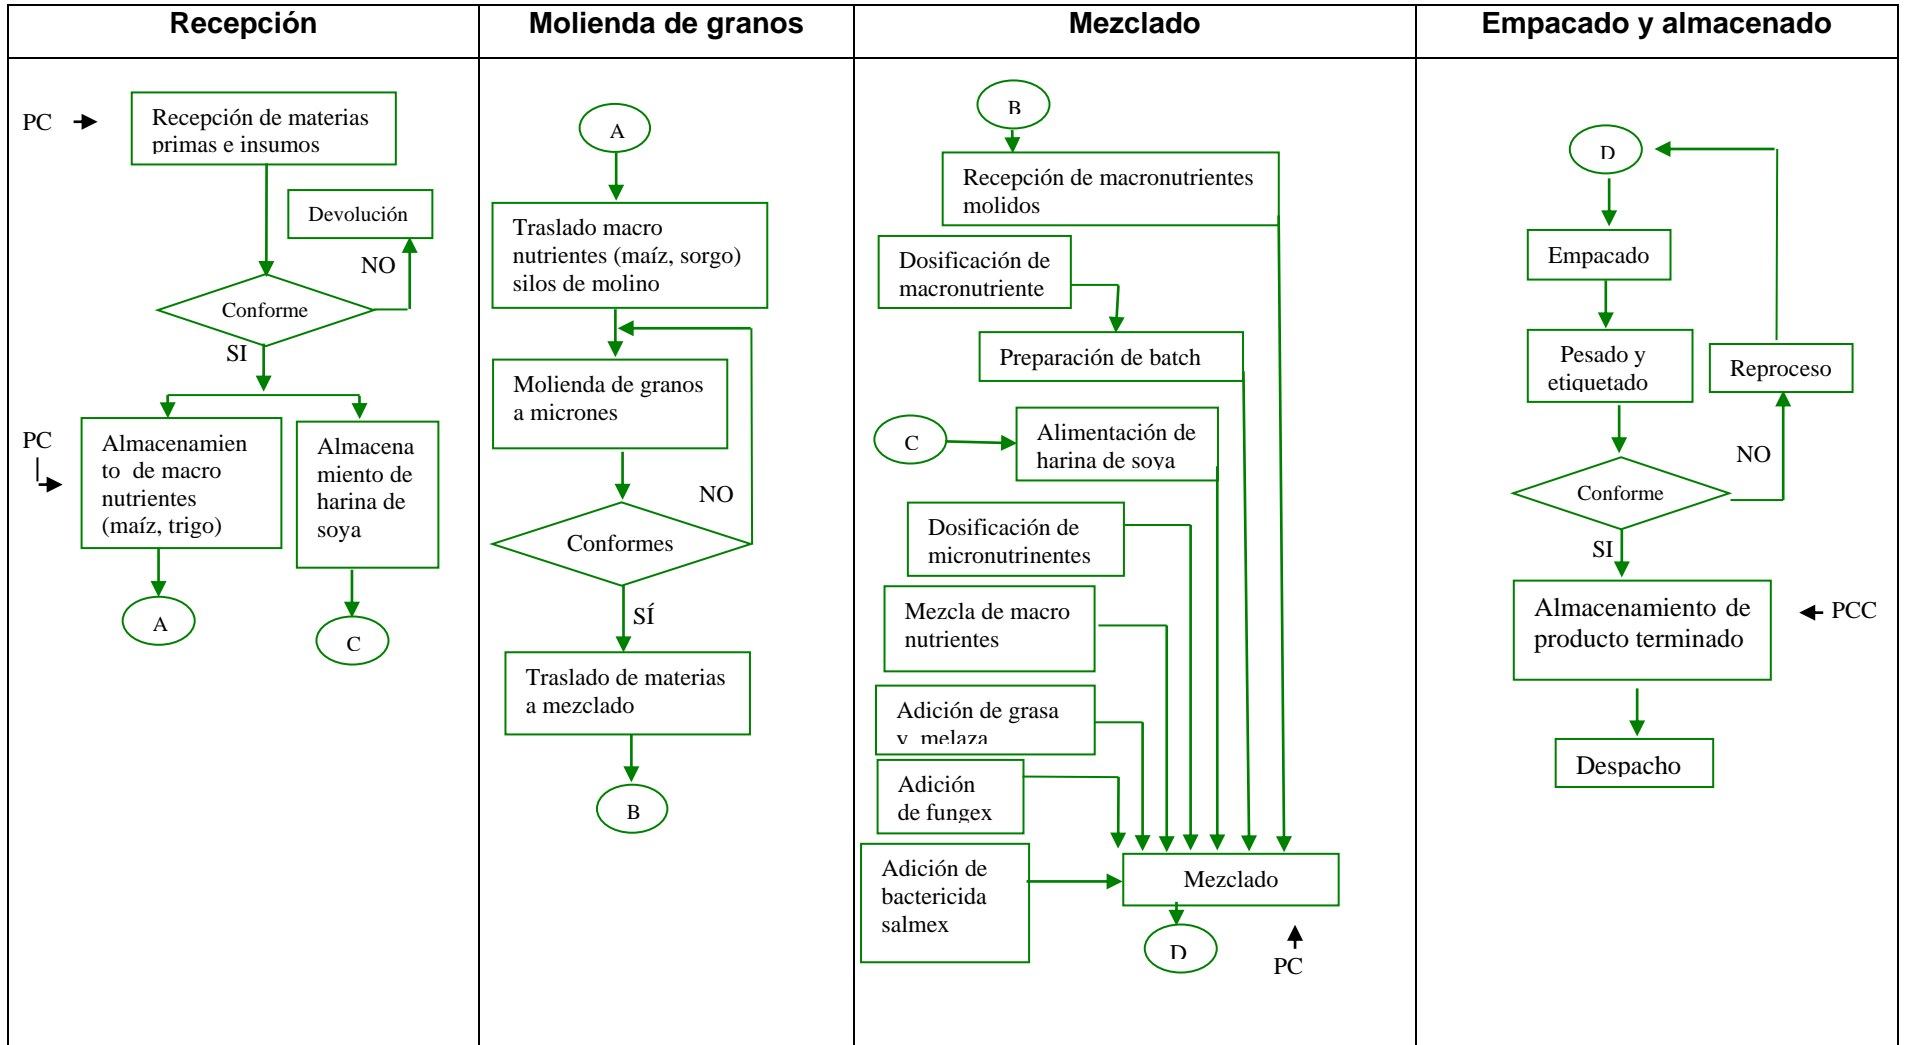 Recepción
Molienda de granos
Mezclado
Empacado y almacenado
PC
Recepción de materias
primas e insumos
Devolución
NO
Conforme
SI
PC
Almacenamien
to de macro
nutrientes
(maíz, trigo)
Almacena
miento de
harina de
soya
A
C
A
Traslado macro
nutrientes (maíz, sorgo)
silos de molino
Molienda de granos
a micrones
NO
Conformes
SÍ
Traslado de materias
a mezclado
B
B
Recepción de macronutrientes
molidos
Dosificación de
macronutriente
Preparación de batch
C
Alimentación de
harina de soya
Dosificación de
micronutrinentes
Mezcla de macro
nutrientes
Adición de grasa
y melaza
Adición
de fungex
Adición de
bactericida
salmex
Mezclado
D
PC
D
Empacado
Pesado y
etiquetado
Reproceso
NO
Conforme
SI
Almacenamiento de
producto terminado
PCC
Despacho